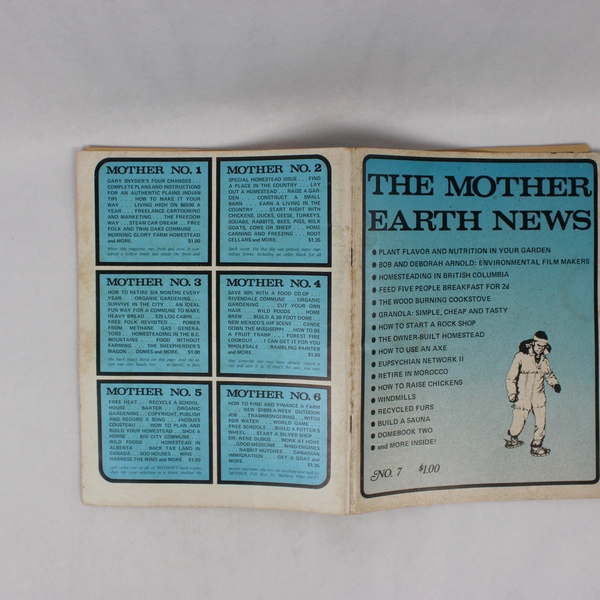 MOTHER NO. 1
GARY SNYDER'S FOUR CHANGES . . .
COMPLETE PLANS AND INSTRUCTIONS
FOR AN AUTHENTIC PLAINS INDIAN
TIPI . . . HOW TO MAKE IT YOUR
WAY . . . LIVING HIGH ON $6500 A
YEAR . . . FREELANCE CARTOONING
AND MARKETING . . . THE FREEDOM
WAY . . . STEAM CAR DREAM . . . FREE
FOLK AND TWIN OAKS COMMUNE . . .
MORNING GLORY FARM HOMESTEAD
and MORE. $1.00
MOTHER NO. 2
SPECIAL HOMESTEAD ISSUE . . . FIND
A PLACE IN THE COUNTRY . . . LAY
OUT A HOMESTEAD . . . RAISE A GAR
DEN . . . CONSTRUCT A SMALL
BARN . . . EARN A LIVING IN THE
COUNTRY . . . START RIGHT WITH
CHICKENS, DUCKS, GEESE, TURKEYS,
SQUABS, RABBITS, BEES, PIGS, MILK
GOATS, COWS OR SHEEP . . . HOME
CANNING AND FREEZING . . . ROOT
CELLARS and MORE. $1.35
MOTHER NO. 3
HOW TO RETIRE SIX MONTHS EVERY
YEAR . . . ORGANIC GARDENING . . .
SURVIVE IN THE CITY . . . AN IDEAL
FUN WAY FOR A COMMUNE TO MAKE
HEAVY BREAD . . . $25 LOG CABIN . . .
FREE FOLK REVISITED . . . POWER
FROM METHANE GAS GENERA-
TORS . . . HOMESTEADING IN THE B.C.
MOUNTAINS . . . FOOD WITHOUT
FARMING . . . THE SHEEPHERDER'S
WAGON . . . DOMES and MORE. $1.00
MOTHER NO. 4
SAVE 60% WITH A FOOD CO-OP . . .
RIVENDALE COMMUNE . . . ORGANIC
GARDENING . . . CUT YOUR OWN
HAIR . . . WILD FOODS . . . HOME
BREW . . . BUILD A 20-FOOT DOME . . .
NEW MEXICO'S HIP SCENE . . . CANOE
DOWN THE MISSISSIPPI . . . HOW TO BE
A FRUIT TRAMP . . . FOREST FIRE
LOOKOUT . . . I CAN GET IT FOR YOU
WHOLESALE . . . RAMBLING PAINTER
and MORE. $1.00
MOTHER NO. 5
FREE HEAT . . . RECYCLE A SCHOOL-
HOUSE . . . BARTER . . . ORGANIC
GARDENING . . . COPYRIGHT, PUBLISH
AND RECORD A SONG . . . JACQUES
COUSTEAU . . . HOW TO PLAN AND
BUILD YOUR HOMESTEAD . . . SHOE A
HORSE . . . BIG CITY COMMUNE . . .
WILD FOODS . . . HOMESTEAD IN
ALBERTA . . . BACK TAX LAND IN
CANADA . . . SOD HOUSES . . . WINE . . .
HARNESS THE WIND and MORE. $1.00
MOTHER NO. 6
HOW TO FIND AND FINANCE A FARM
. . . NEW $1000-A-WEEK OUTDOOR
JOB . . . TRASHMONGERING . . . WITCH
FOR WATER . . . WORLD GAME . . .
FREE SCHOOLS . . . BUILD A POTTER'S
WHEEL . . . START A SILVER SHOP . . .
DR. RENE DUBOS . . . WORK AT HOME
. . . GOOD MEDICINE . . . WIND ENGINES
. . . RABBIT HUTCHES . . . CANADIAN
IMMIGRATION . . . GET A GOAT and
MORE. $1.35
THE MOTHER
EARTH NEWS
• PLANT FLAVOR AND NUTRITION IN YOUR GARDEN
• BOB AND DEBORAH ARNOLD: ENVIRONMENTAL FILM MAKERS
• HOMESTEADING IN BRITISH COLUMBIA
• FEED FIVE PEOPLE BREAKFAST FOR 2¢
• THE WOOD BURNING COOKSTOVE
• GRANOLA: SIMPLE, CHEAP AND TASTY
• HOW TO START A ROCK SHOP
• THE OWNER-BUILT HOMESTEAD
• HOW TO USE AN AXE
• EUPSYCHIAN NETWORK II
• RETIRE IN MOROCCO
• HOW TO RAISE CHICKENS
• WINDMILLS
• RECYCLED FURS
• BUILD A SAUNA
• DOMEBOOK TWO
• and MORE INSIDE!
NO. 7 $1.00